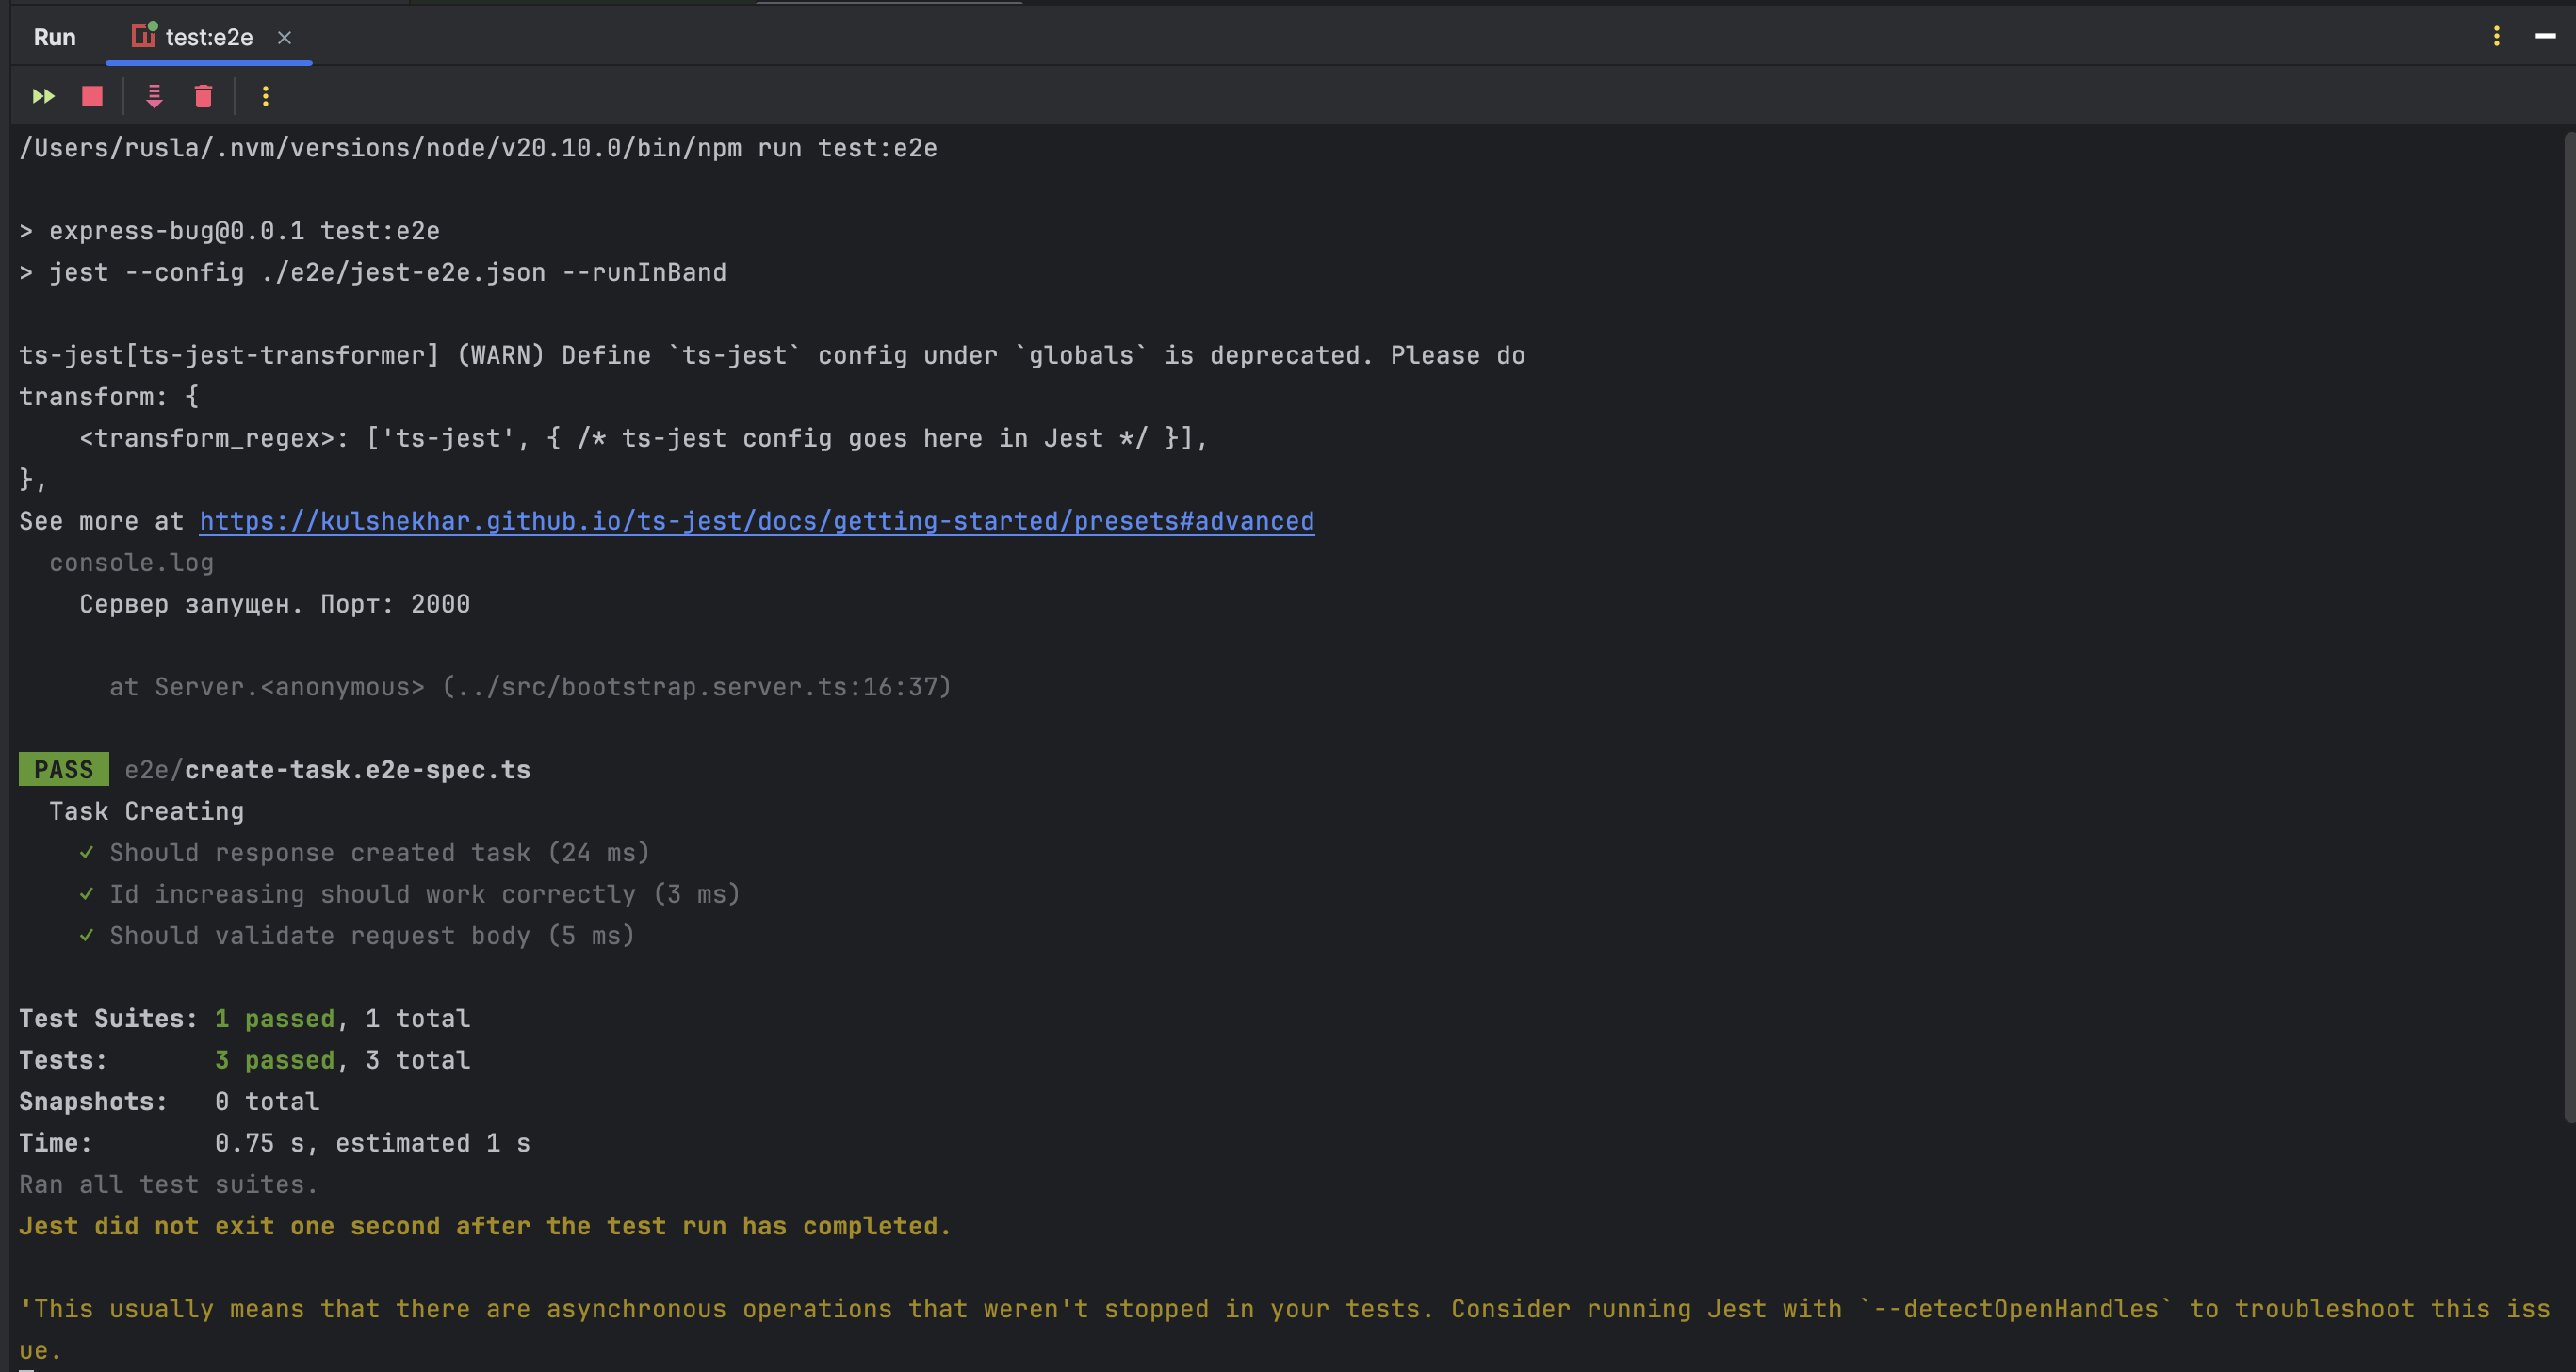 Run test:e2e
/Users/rusla/.nvm/versions/node/v20.10.0/bin/npm run test:e2e
> express-bug@0.0.1 test:e2e
> jest --config ./e2e/jest-e2e.json --runInBand
ts-jest[ts-jest-transformer] (WARN) Define `ts-jest` config under `globals` is deprecated. Please do
transform: {
    <transform_regex>: ['ts-jest', { /* ts-jest config goes here in Jest */ }],
},
See more at https://kulshekhar.github.io/ts-jest/docs/getting-started/presets#advanced
  console.log
    Сервер запущен. Порт: 2000
      at Server.<anonymous> (../src/bootstrap.server.ts:16:37)
PASS e2e/create-task.e2e-spec.ts
  Task Creating
    ✓ Should response created task (24 ms)
    ✓ Id increasing should work correctly (3 ms)
    ✓ Should validate request body (5 ms)
Test Suites: 1 passed, 1 total
Tests:       3 passed, 3 total
Snapshots:   0 total
Time:        0.75 s, estimated 1 s
Ran all test suites.
Jest did not exit one second after the test run has completed.
'This usually means that there are asynchronous operations that weren't stopped in your tests. Consider running Jest with `--detectOpenHandles` to troubleshoot this iss
ue.